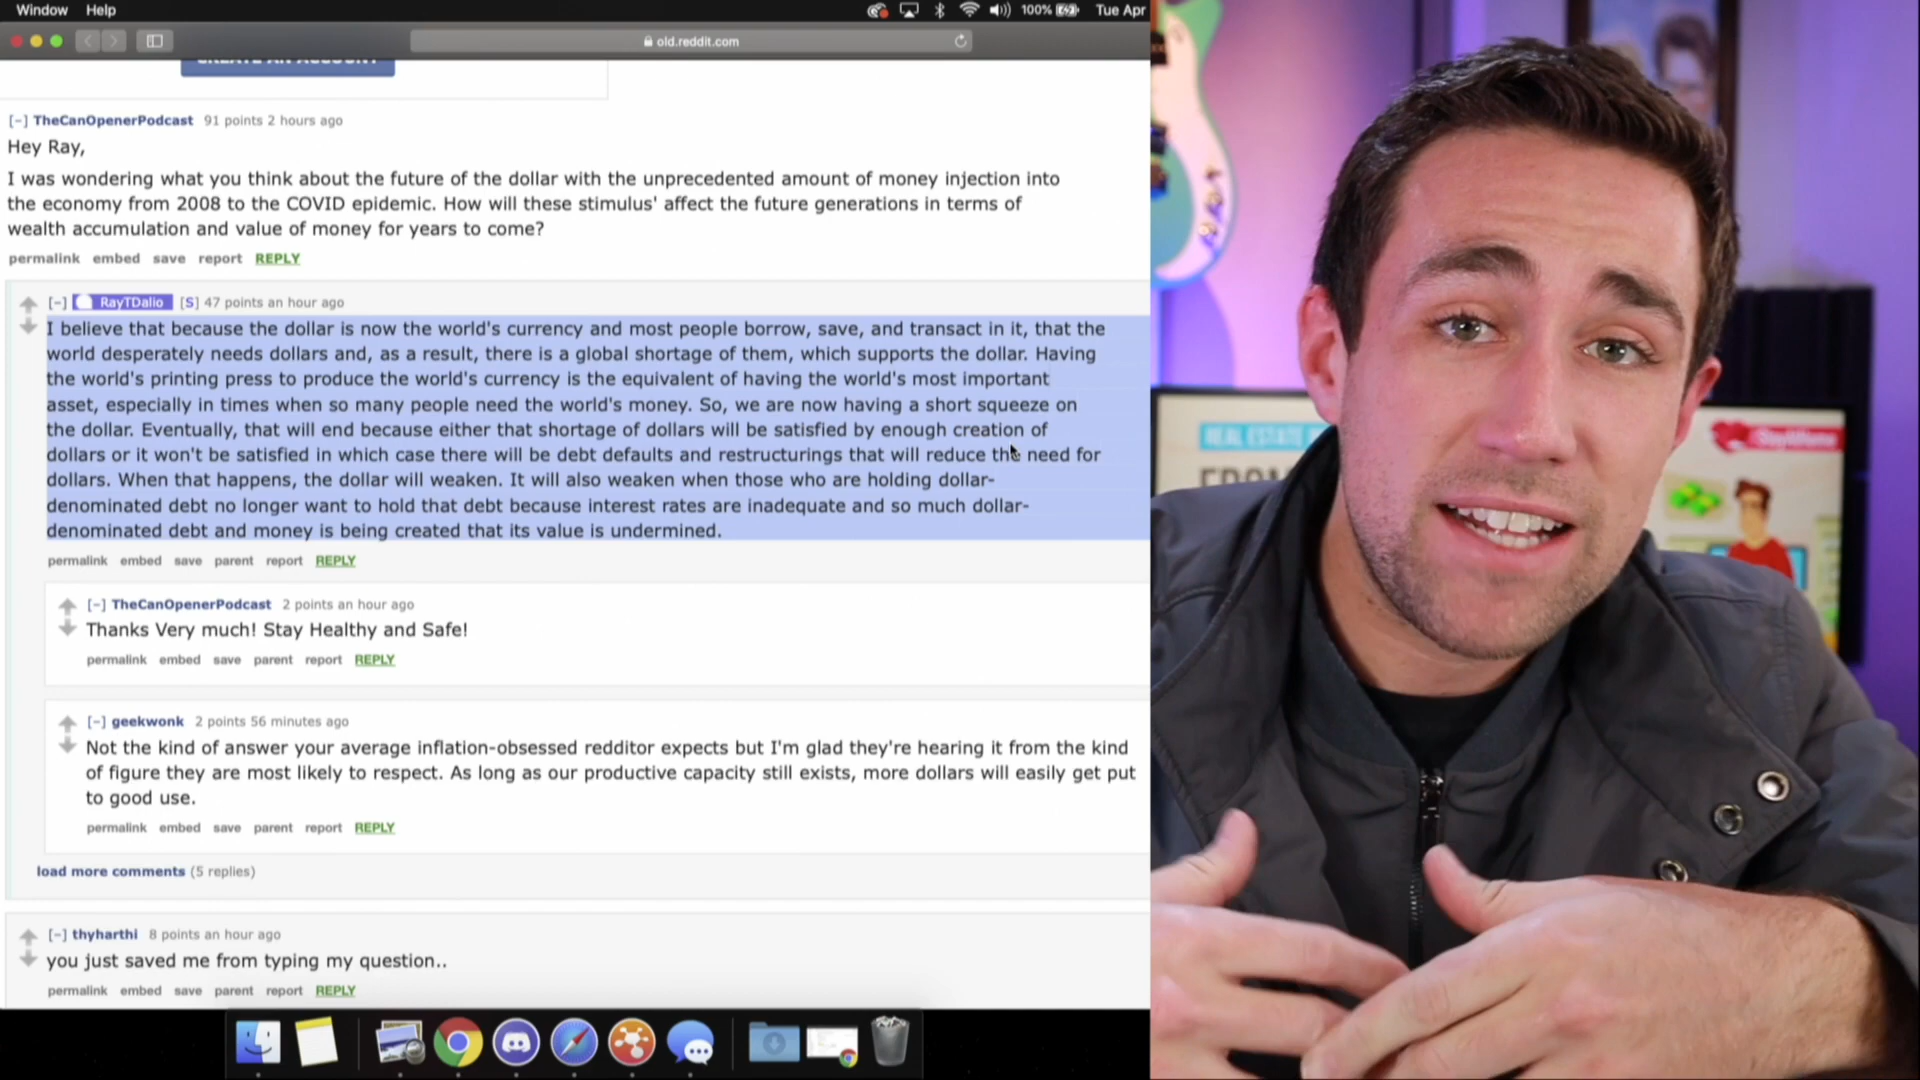 Window Help
100% Tue Apr
old.reddit.com
CREATE AN ACCOUNT
[–] TheCanOpenerPodcast 91 points 2 hours ago
Hey Ray,
I was wondering what you think about the future of the dollar with the unprecedented amount of money injection into
the economy from 2008 to the COVID epidemic. How will these stimulus' affect the future generations in terms of
wealth accumulation and value of money for years to come?
permalink embed save report REPLY
[–] RayTDalio [S] 47 points an hour ago
I believe that because the dollar is now the world's currency and most people borrow, save, and transact in it, that the
world desperately needs dollars and, as a result, there is a global shortage of them, which supports the dollar. Having
the world's printing press to produce the world's currency is the equivalent of having the world's most important
asset, especially in times when so many people need the world's money. So, we are now having a short squeeze on
the dollar. Eventually, that will end because either that shortage of dollars will be satisfied by enough creation of
dollars or it won't be satisfied in which case there will be debt defaults and restructurings that will reduce the need for
dollars. When that happens, the dollar will weaken. It will also weaken when those who are holding dollar-
denominated debt no longer want to hold that debt because interest rates are inadequate and so much dollar-
denominated debt and money is being created that its value is undermined.
permalink embed save parent report REPLY
[–] TheCanOpenerPodcast 2 points an hour ago
Thanks Very much! Stay Healthy and Safe!
permalink embed save parent report REPLY
[–] geekwonk 2 points 56 minutes ago
Not the kind of answer your average inflation-obsessed redditor expects but I'm glad they're hearing it from the kind
of figure they are most likely to respect. As long as our productive capacity still exists, more dollars will easily get put
to good use.
permalink embed save parent report REPLY
load more comments (5 replies)
[–] thyharthi 8 points an hour ago
you just saved me from typing my question..
permalink embed save parent report REPLY
REAL ESTATE